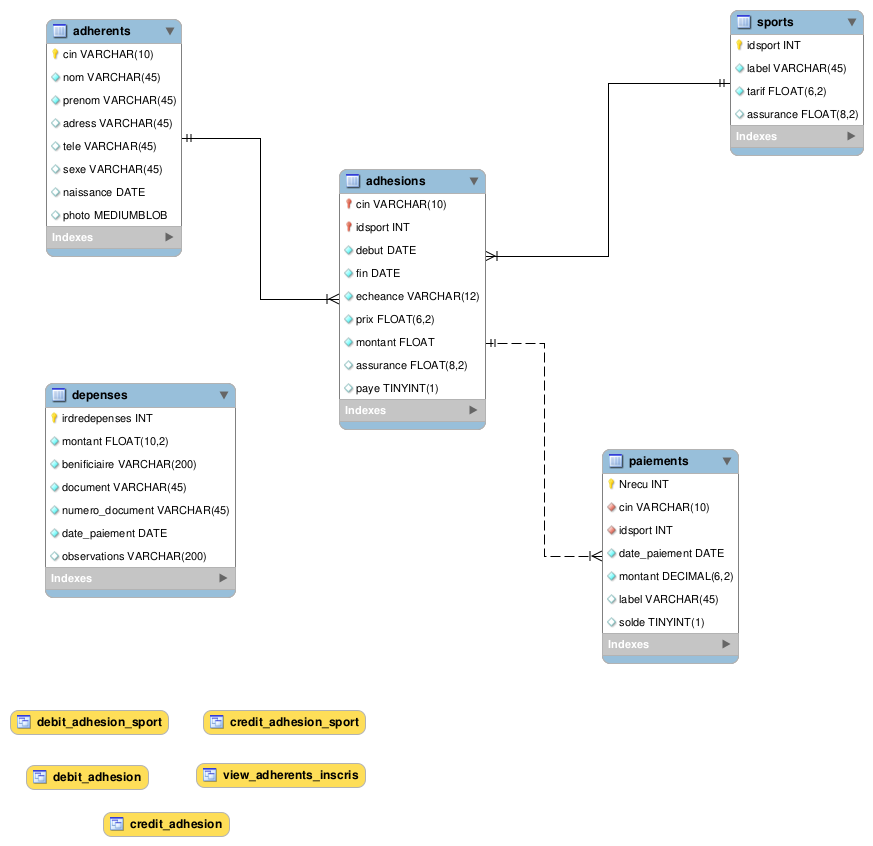 adherents
cin VARCHAR(10)
nom VARCHAR(45)
prenom VARCHAR(45)
adress VARCHAR(45)
tele VARCHAR(45)
sexe VARCHAR(45)
naissance DATE
photo MEDIUMBLOB
Indexes
sports
idsport INT
label VARCHAR(45)
tarif FLOAT(6,2)
assurance FLOAT(8,2)
Indexes
adhesions
cin VARCHAR(10)
idsport INT
debut DATE
fin DATE
echeance VARCHAR(12)
prix FLOAT(6,2)
montant FLOAT
assurance FLOAT(8,2)
paye TINYINT(1)
Indexes
depenses
irdredepenses INT
montant FLOAT(10,2)
benificiaire VARCHAR(200)
document VARCHAR(45)
numero_document VARCHAR(45)
date_paiement DATE
observations VARCHAR(200)
Indexes
paiements
Nrecu INT
cin VARCHAR(10)
idsport INT
date_paiement DATE
montant DECIMAL(6,2)
label VARCHAR(45)
solde TINYINT(1)
Indexes
debit_adhesion_sport
credit_adhesion_sport
debit_adhesion
view_adherents_inscris
credit_adhesion